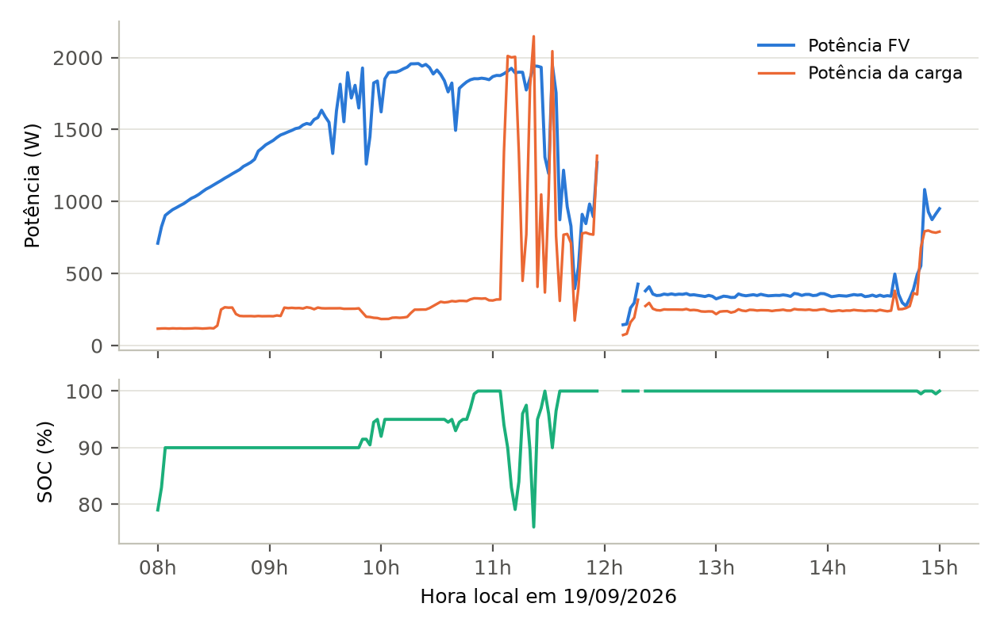 Potência (W)
2000
1500
1000
500
0
Potência FV
Potência da carga
SOC (%)
100
90
80
08h 09h 10h 11h 12h 13h 14h 15h
Hora local em 19/09/2026